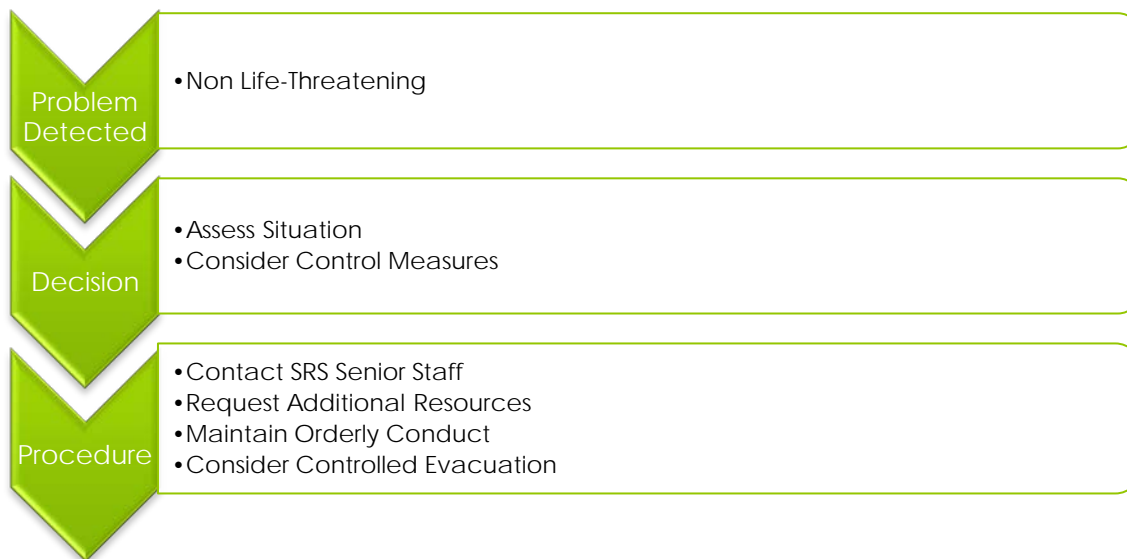 Problem
Detected
•Non Life-Threatening
Decision
•Assess Situation
•Consider Control Measures
Procedure
•Contact SRS Senior Staff
•Request Additional Resources
•Maintain Orderly Conduct
•Consider Controlled Evacuation